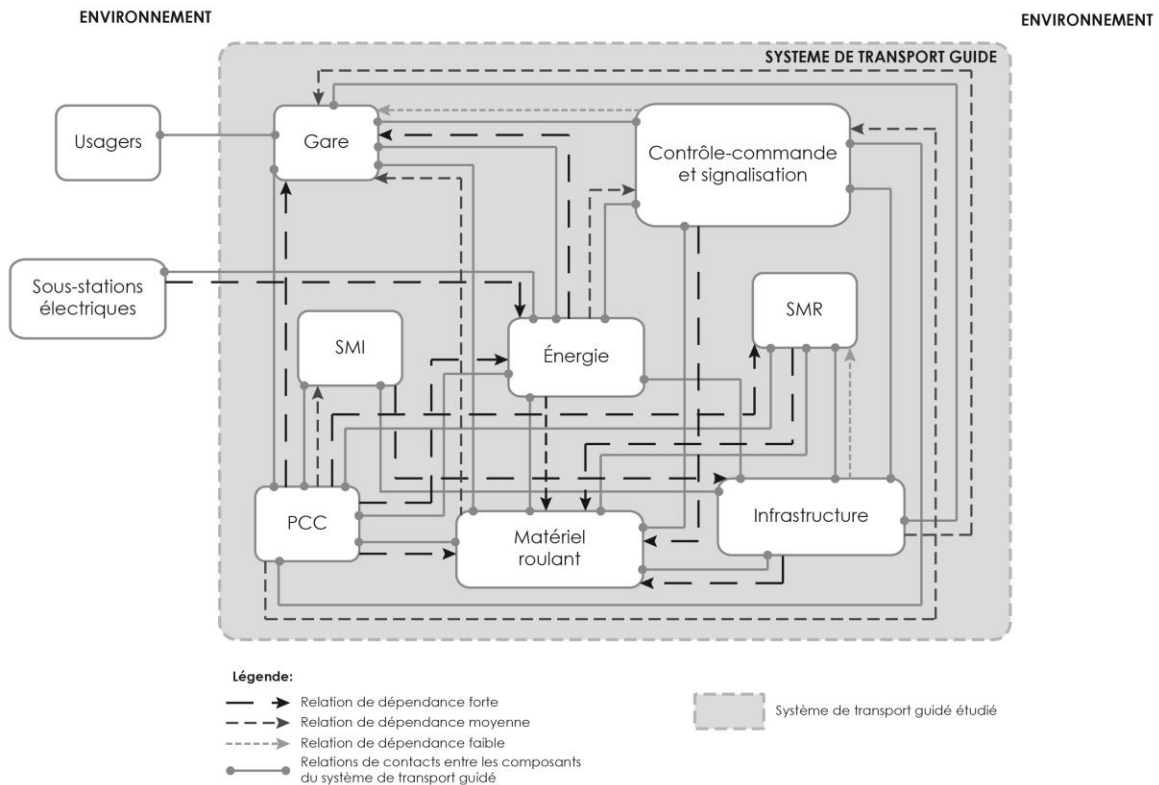 ENVIRONNEMENT
ENVIRONNEMENT
SYSTEME DE TRANSPORT GUIDE
Usagers
Gare
Contrôle-commande
et signalisation
Sous-stations
électriques
SMI
Énergie
SMR
PCC
Matériel
roulant
Infrastructure
Légende:
Relation de dépendance forte
Relation de dépendance moyenne
Relation de dépendance faible
Relations de contacts entre les composants
du système de transport guidé
Système de transport guidé étudié